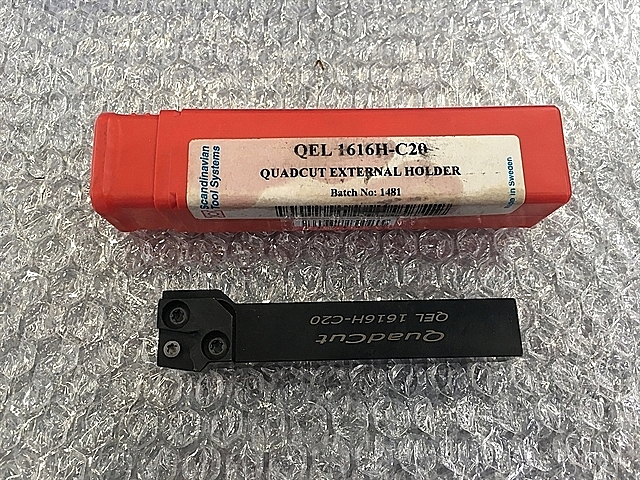 Scandinavian
Tool Systems
QEL 1616H-C20
QUADCUT EXTERNAL HOLDER
Batch No: 1481
in Sweden
QuadCut
QEL 1616H-C20